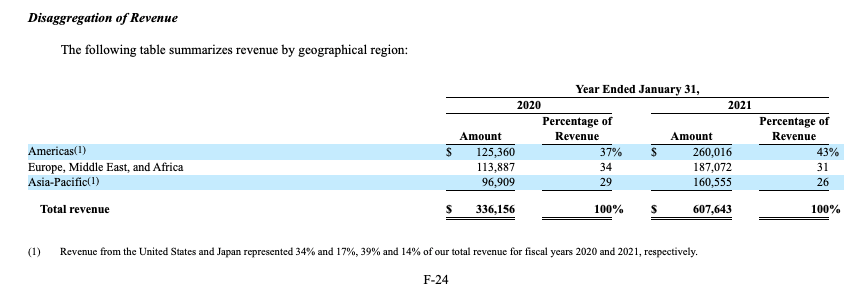 Disaggregation of Revenue
The following table summarizes revenue by geographical region:
Year Ended January 31,
2020 2021
Percentage of Percentage of
Amount Revenue Amount Revenue
Americas(1) $ 125,360 37% $ 260,016 43%
Europe, Middle East, and Africa 113,887 34 187,072 31
Asia-Pacific(1) 96,909 29 160,555 26
Total revenue $ 336,156 100% $ 607,643 100%
(1) Revenue from the United States and Japan represented 34% and 17%, 39% and 14% of our total revenue for fiscal years 2020 and 2021, respectively.
F-24